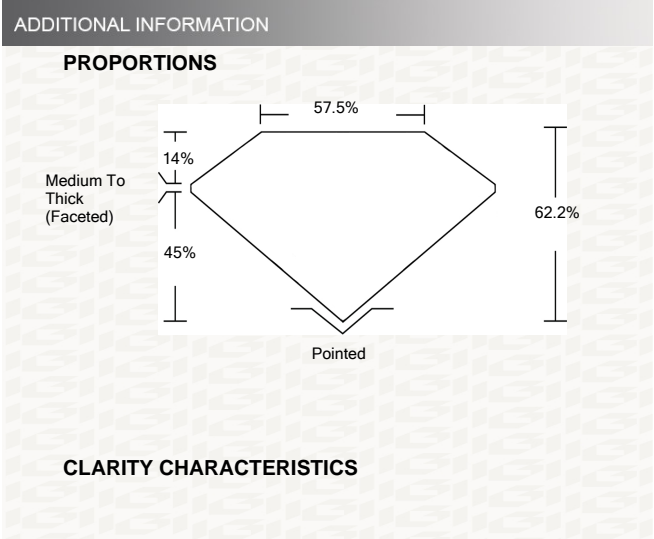 ADDITIONAL INFORMATION
PROPORTIONS
57.5%
14%
Medium To
Thick
(Faceted)
62.2%
45%
Pointed
CLARITY CHARACTERISTICS